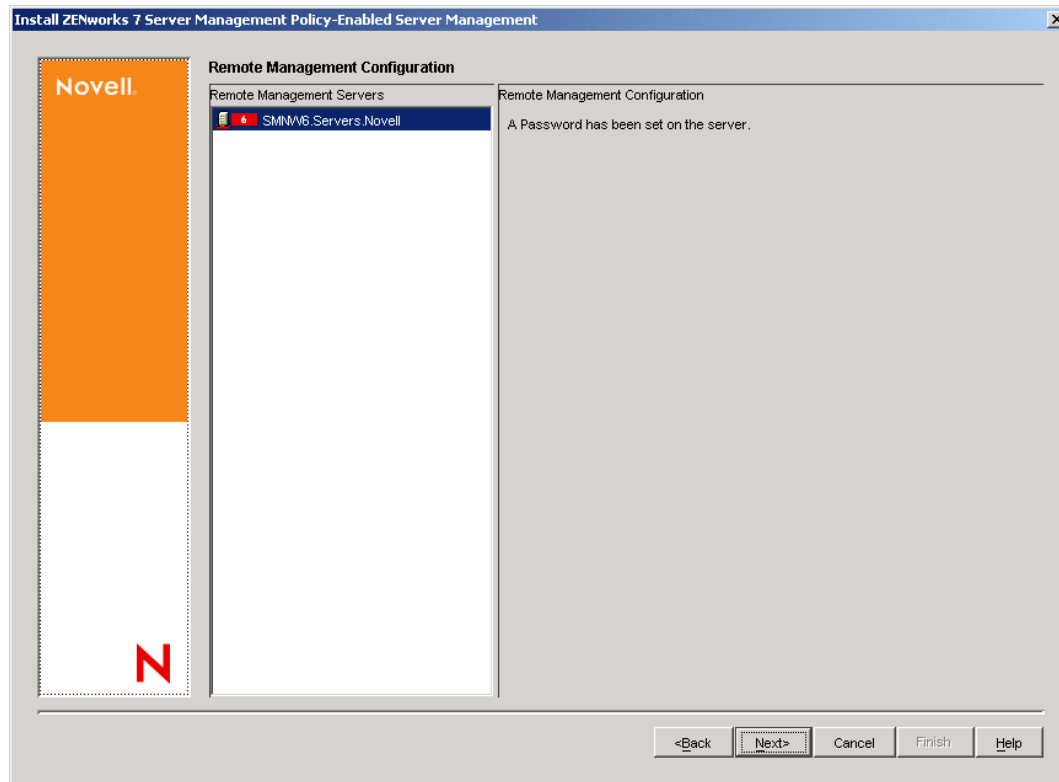 Install ZENworks 7 Server Management Policy-Enabled Server Management
Novell.
Remote Management Configuration
Remote Management Servers
6 SMNW6.Servers.Novell
Remote Management Configuration
A Password has been set on the server.
N
<Back Next> Cancel Finish Help